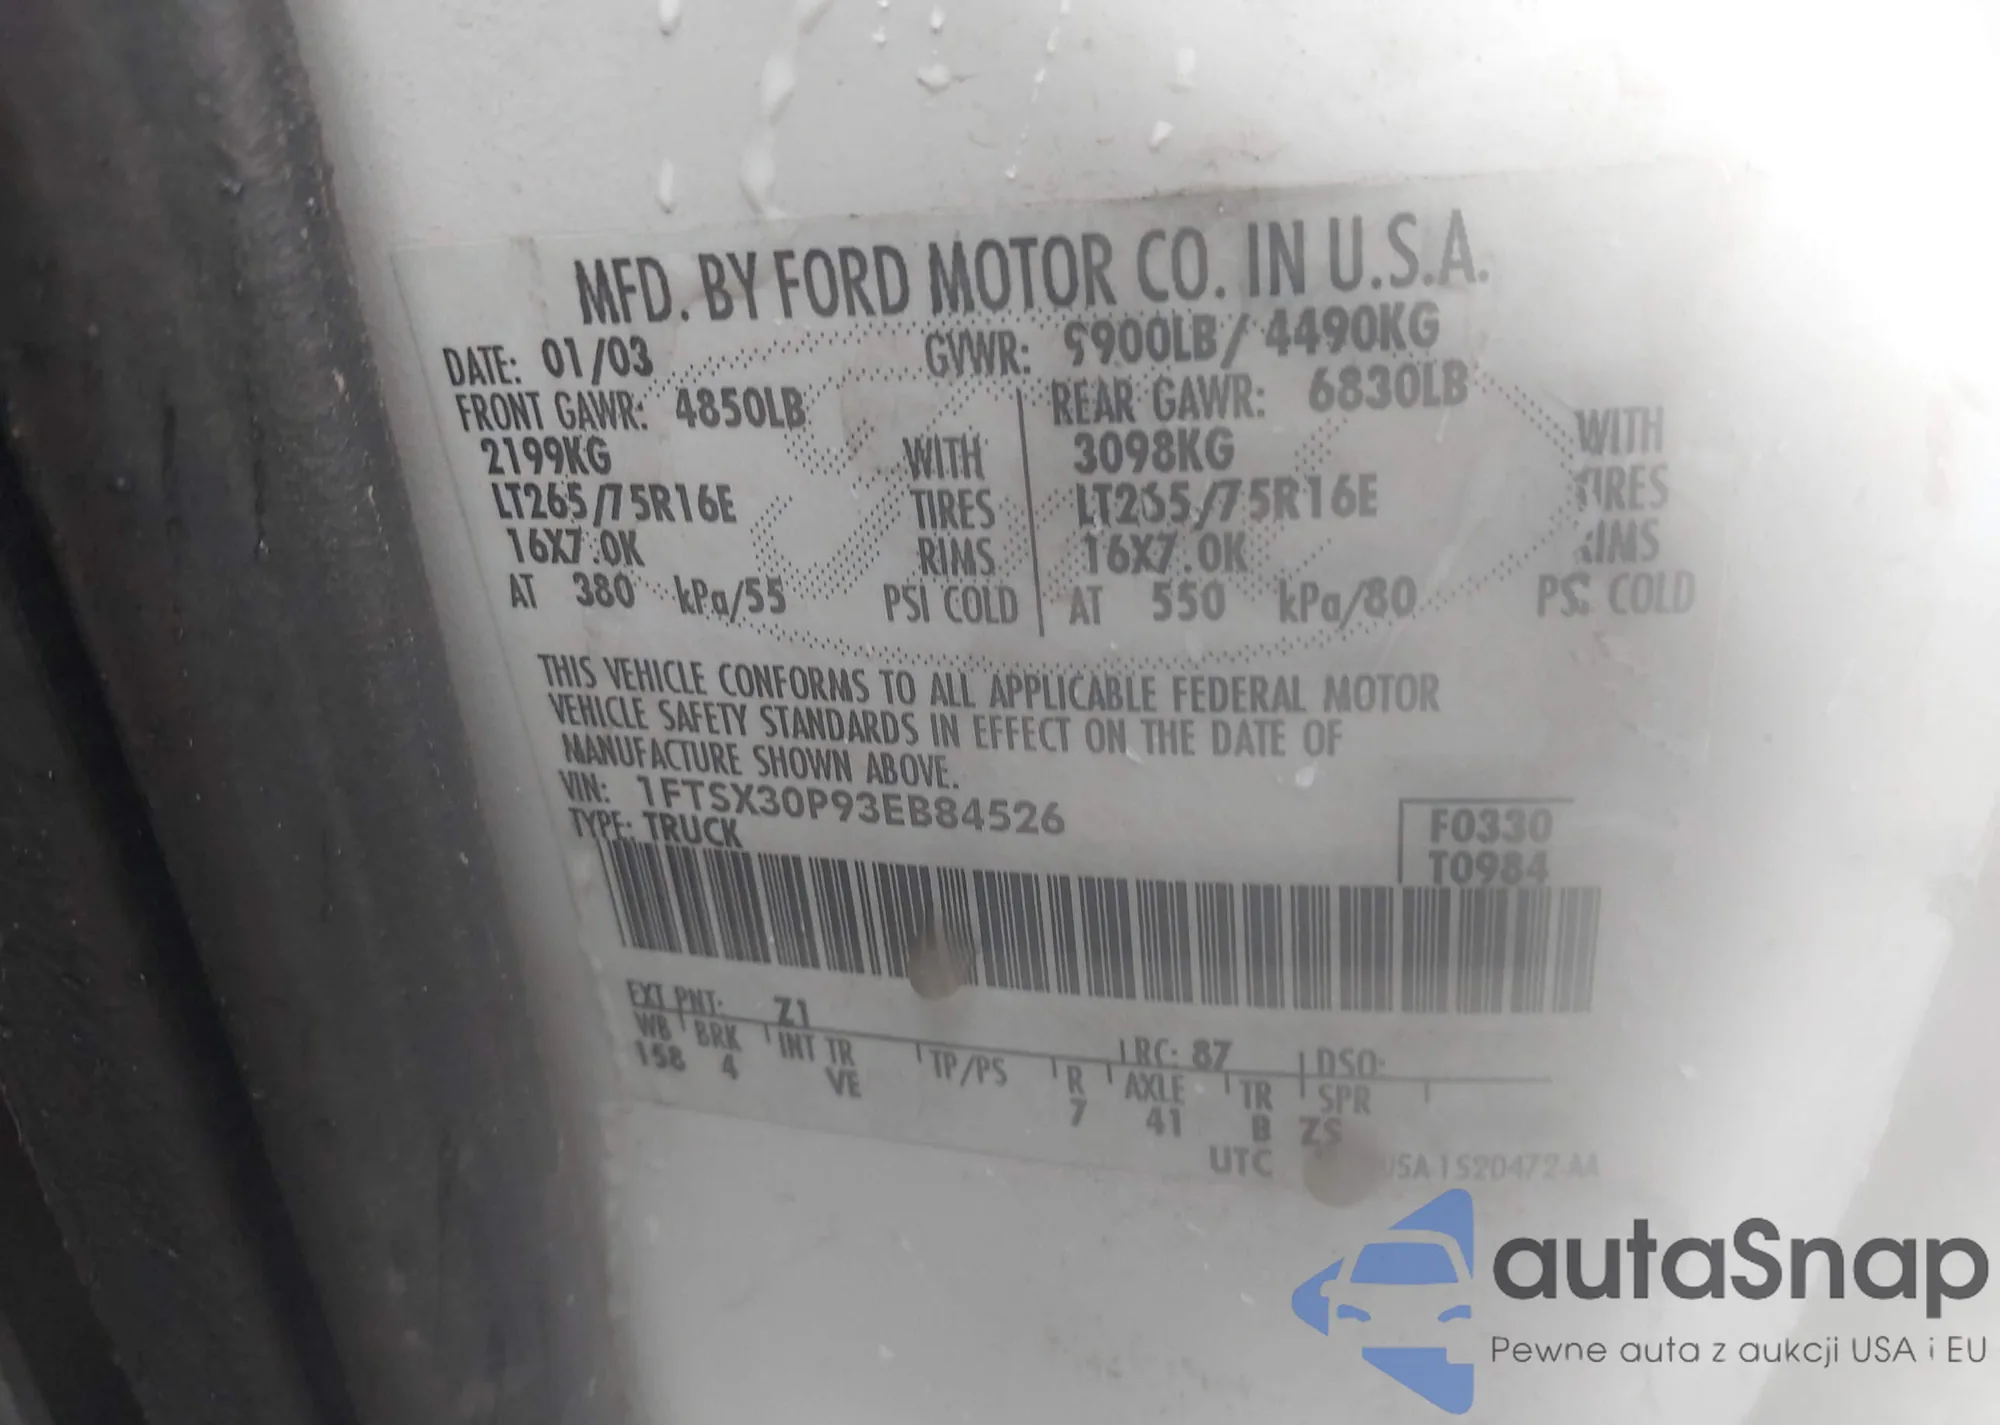 MFD. BY FORD MOTOR CO. IN U.S.A.
DATE: 01/03 GVWR: 9900LB/ 4490KG
FRONT GAWR: 4850LB REAR GAWR: 6830LB
2199KG WITH 3098KG WITH
LT265/75R16E TIRES LT265/75R16E TIRES
16X7.0K RIMS 16X7.0K RIMS
AT 380 kPa/55 PSI COLD AT 550 kPa/80 PSI COLD
THIS VEHICLE CONFORMS TO ALL APPLICABLE FEDERAL MOTOR
VEHICLE SAFETY STANDARDS IN EFFECT ON THE DATE OF
MANUFACTURE SHOWN ABOVE.
VIN: 1FTSX30P93EB84526
TYPE: TRUCK
F0330
T0984
EXT PNT: Z1 RC: 87 DSO:
WB BRK INT TR TP/PS R AXLE TR SPR
158 4 VE 7 41 B ZS
UTC
autaSnap
Pewne auta z aukcji USA i EU